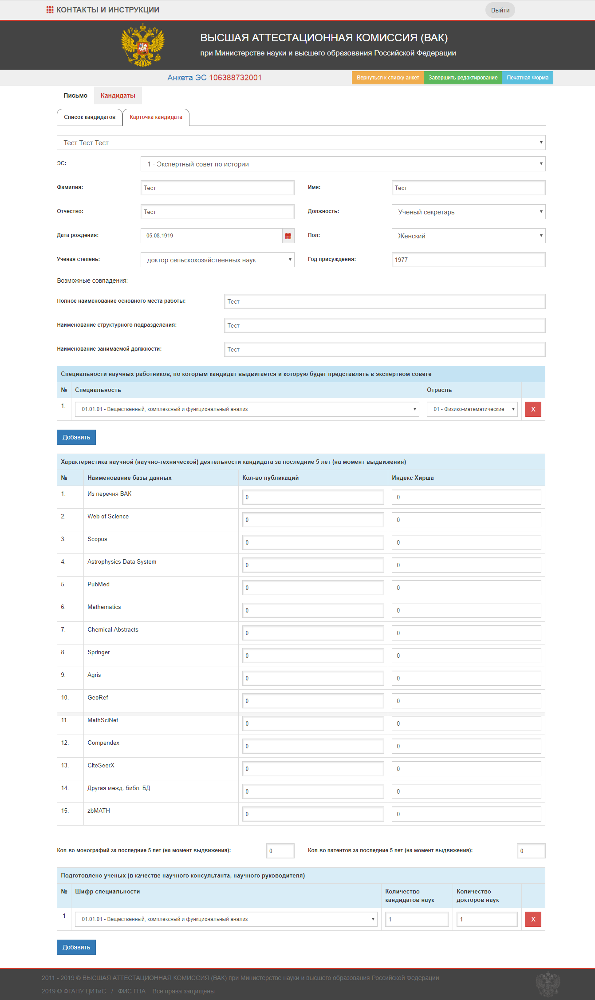 КОНТАКТЫ И ИНСТРУКЦИИ
Выйти
ВЫСШАЯ АТТЕСТАЦИОННАЯ КОМИССИЯ (ВАК)
при Министерстве науки и высшего образования Российской Федерации
Анкета ЭС 106388732001
Вернуться к списку анкет Завершить редактирование Печатная Форма
Письмо Кандидаты
Список кандидатов Карточка кандидата
Тест Тест Тест
ЭС: 1 - Экспертный совет по истории
Фамилия: Тест Имя: Тест
Отчество: Тест Должность: Ученый секретарь
Дата рождения: 05.08.1919 Пол: Женский
Ученая степень: доктор сельскохозяйственных наук Год присуждения: 1977
Возможные совпадения:
Полное наименование основного места работы: Тест
Наименование структурного подразделения: Тест
Наименование занимаемой должности: Тест
Специальности научных работников, по которым кандидат выдвигается и которую будет представлять в экспертном совете
№ Специальность Отрасль
1. 01.01.01 - Вещественный, комплексный и функциональный анализ 01 - Физико-математические X
Добавить
Характеристика научной (научно-технической) деятельности кандидата за последние 5 лет (на момент выдвижения)
№ Наименование базы данных Кол-во публикаций Индекс Хирша
1. Из перечня ВАК 0 0
2. Web of Science 0 0
3. Scopus 0 0
4. Astrophysics Data System 0 0
5. PubMed 0 0
6. Mathematics 0 0
7. Chemical Abstracts 0 0
8. Springer 0 0
9. Agris 0 0
10. GeoRef 0 0
11. MathSciNet 0 0
12. Compendex 0 0
13. CiteSeerX 0 0
14. Другая межд. библ. БД 0 0
15. zbMATH 0 0
Кол-во монографий за последние 5 лет (на момент выдвижения): 0 Кол-во патентов за последние 5 лет (на момент выдвижения): 0
Подготовлено ученых (в качестве научного консультанта, научного руководителя)
№ Шифр специальности Количество кандидатов наук Количество докторов наук
1 01.01.01 - Вещественный, комплексный и функциональный анализ 1 1 X
Добавить
2011 - 2019 © ВЫСШАЯ АТТЕСТАЦИОННАЯ КОМИССИЯ (ВАК) при Министерстве науки и высшего образования Российской Федерации
2019 © ФГАНУ ЦИТиС / ФИС ГНА Все права защищены